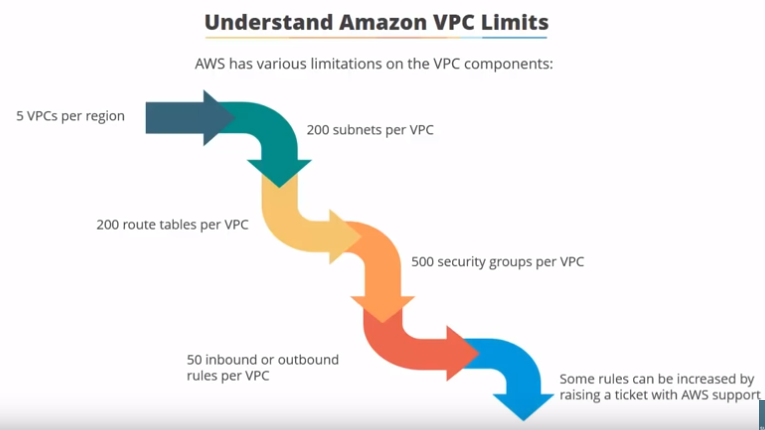 Understand Amazon VPC Limits
AWS has various limitations on the VPC components:
5 VPCs per region
200 subnets per VPC
200 route tables per VPC
500 security groups per VPC
50 inbound or outbound
rules per VPC
Some rules can be increased by
raising a ticket with AWS support